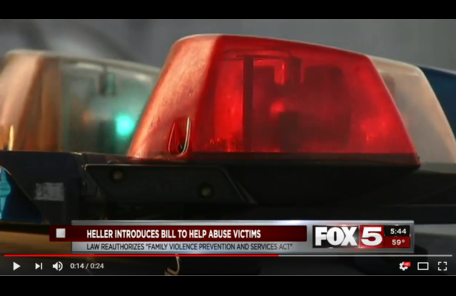 HELLER INTRODUCES BILL TO HELP ABUSE VICTIMS
LAW REAUTHORIZES "FAMILY VIOLENCE PREVENTION AND SERVICES ACT"
FOX 5
5:44
59°
0:14 / 0:24